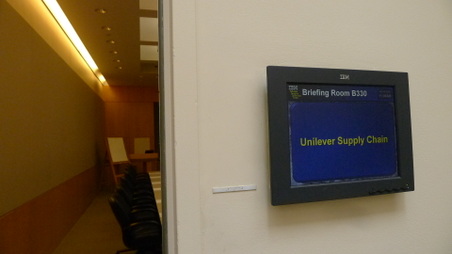 IBM
Briefing Room B330
Unilever Supply Chain